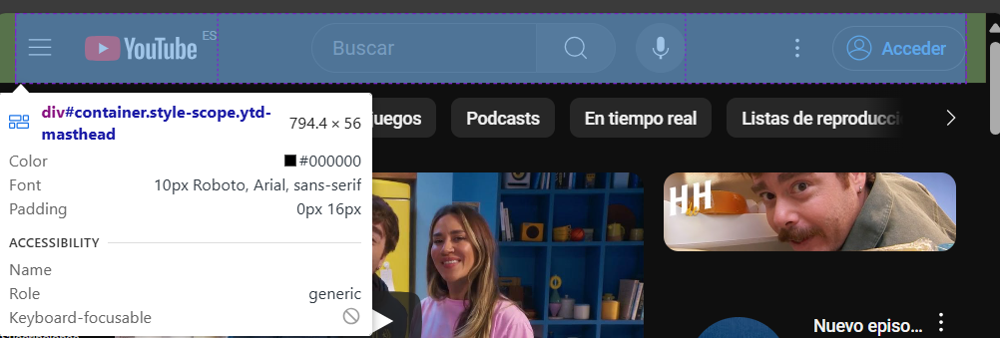 YouTube ES
Buscar
Acceder
div#container.style-scope.ytd-
masthead
794.4 × 56
Color #000000
Font 10px Roboto, Arial, sans-serif
Padding 0px 16px
ACCESSIBILITY
Name
Role generic
Keyboard-focusable
uegos
Podcasts
En tiempo real
Listas de reproducci
HH
Nuevo episo...